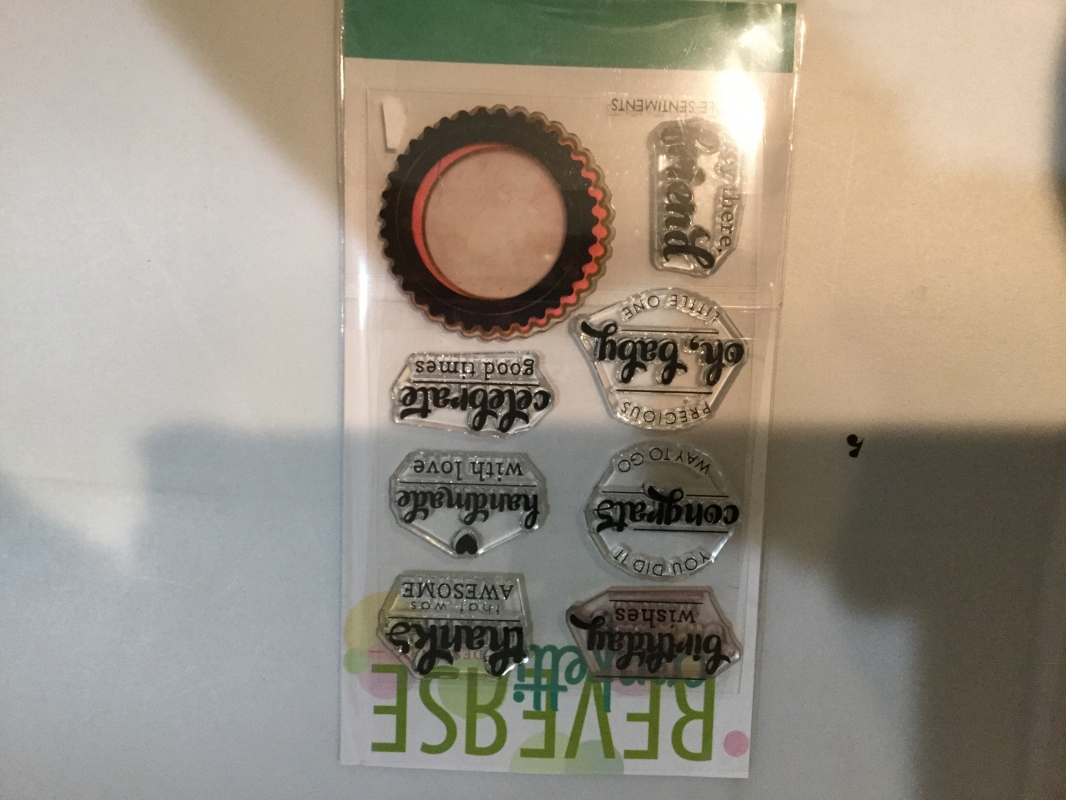 REVERSE
confetti
birthday
wishes
thanks
that was
AWESOME
YOU DID IT
congrats
WAY TO GO
handmade
with love
PRECIOUS
oh, baby
LITTLE ONE
celebrate
good times
hey there,
friend